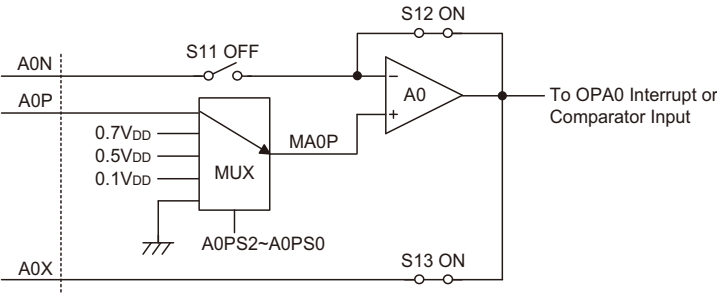 S12 ON
S11 OFF
A0N
A0
−
+
To OPA0 Interrupt or
Comparator Input
A0P
0.7VDD
0.5VDD
0.1VDD
MA0P
MUX
A0PS2~A0PS0
S13 ON
A0X